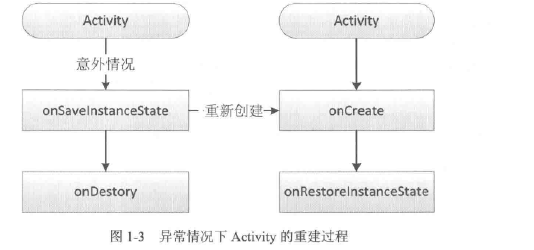 Activity
Activity
意外情况
onSaveInstanceState
重新创建
onCreate
onDestory
onRestoreInstanceState
图 1-3 异常情况下 Activity 的重建过程